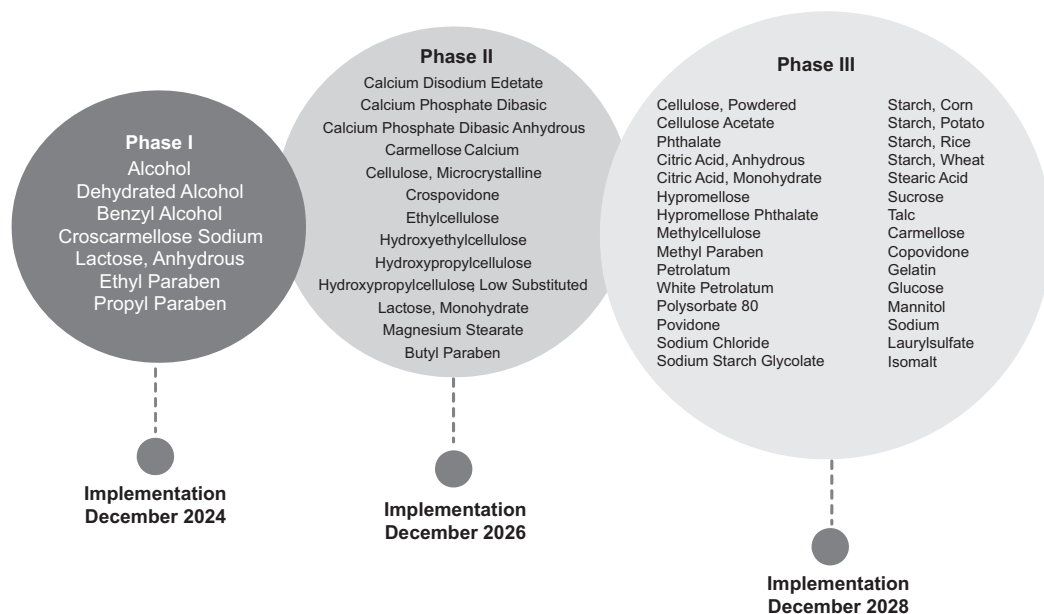 Phase I
Alcohol
Dehydrated Alcohol
Benzyl Alcohol
Croscarmellose Sodium
Lactose, Anhydrous
Ethyl Paraben
Propyl Paraben
Implementation
December 2024
Phase II
Calcium Disodium Edetate
Calcium Phosphate Dibasic
Calcium Phosphate Dibasic Anhydrous
Carmellose Calcium
Cellulose, Microcrystalline
Crospovidone
Ethylcellulose
Hydroxyethylcellulose
Hydroxypropylcellulose
Hydroxypropylcellulose, Low Substituted
Lactose, Monohydrate
Magnesium Stearate
Butyl Paraben
Implementation
December 2026
Phase III
Cellulose, Powdered
Cellulose Acetate
Phthalate
Citric Acid, Anhydrous
Citric Acid, Monohydrate
Hypromellose
Hypromellose Phthalate
Methylcellulose
Methyl Paraben
Petrolatum
White Petrolatum
Polysorbate 80
Povidone
Sodium Chloride
Sodium Starch Glycolate
Starch, Corn
Starch, Potato
Starch, Rice
Starch, Wheat
Stearic Acid
Sucrose
Talc
Carmellose
Copovidone
Gelatin
Glucose
Mannitol
Sodium
Laurylsulfate
Isomalt
Implementation
December 2028